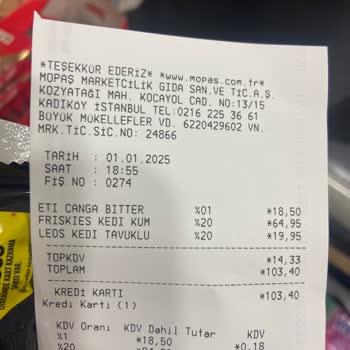 *TEŞEKKÜR EDERİZ* *www.mopas.com.tr*
MOPAŞ MARKETCİLİK GIDA SAN.VE TİC.A.Ş.
KOZYATAĞI MAH. KOCAYOL CAD. NO:13/15
KADIKÖY İSTANBUL TEL:0216 225 36 61
BÜYÜK MÜKELLEFLER VD. 6220429602 VN.
MRK.TİC.SİC.NO: 24866
TARİH : 01.01.2025
SAAT : 18:55
FİŞ NO : 0274
ETİ CANGA BITTER %01 *18,50
FRISKIES KEDİ KUM %20 *64,95
LEOS KEDİ TAVUKLU %20 *19,95
TOPKDV *14,33
TOPLAM *103,40
KREDİ KARTI *103,40
Kredi Kartı (1)
KDV Oranı KDV Dahil Tutar KDV
%1 *18,50 *0,18
%20